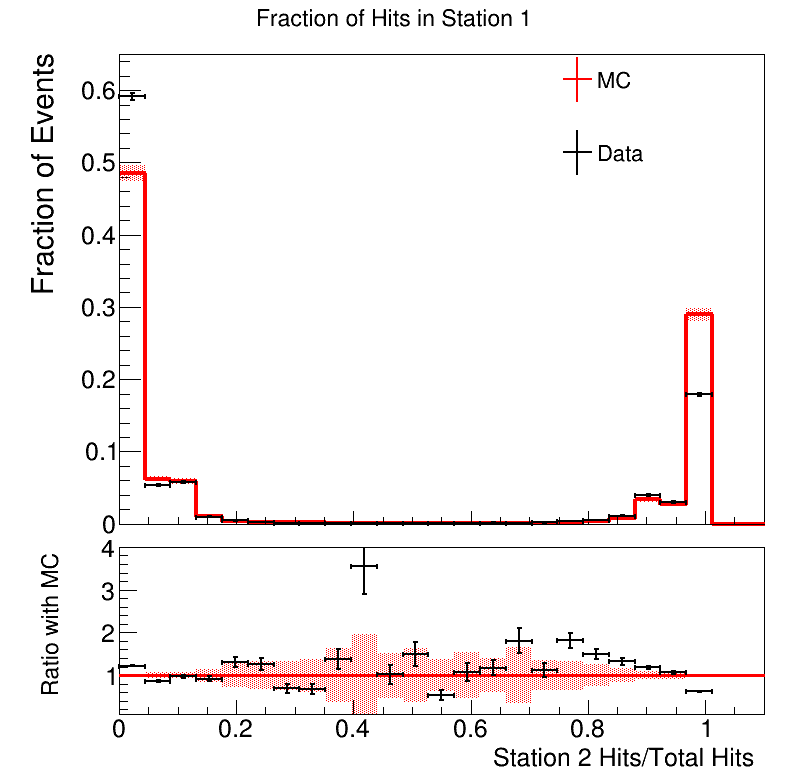 Fraction of Hits in Station 1
Fraction of Events
0.6
0.5
0.4
0.3
0.2
0.1
0
MC
Data
Ratio with MC
4
3
2
1
0 0.2 0.4 0.6 0.8 1
Station 2 Hits/Total Hits